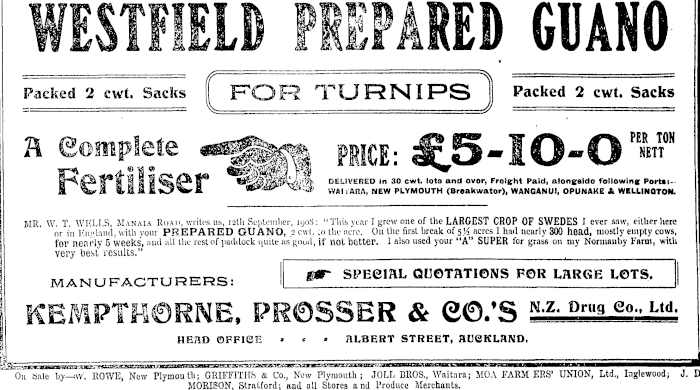 WESTFIELD PREPARED GUANO
Packed 2 cwt. Sacks
FOR TURNIPS
Packed 2 cwt. Sacks
A Complete
Fertiliser
PRICE: £5-10-0 PER TON
NETT
DELIVERED in 30 cwt. lots and over, Freight Paid, alongside following Ports:—
WAITARA, NEW PLYMOUTH (Breakwater), WANGANUI, OPUNAKE & WELLINGTON.
MR. W. T. WELLS, MANAIA ROAD, writes us, 12th September, 1908: "This year I grew one of the LARGEST CROP OF SWEDES I ever saw, either here
or in England, with your PREPARED GUANO, 2 cwt. to the acre. On the first break of 5½ acres I had nearly 300 head, mostly empty cows,
for nearly 5 weeks, and all the rest of paddock quite as good, if not better. I also used your "A" SUPER for grass on my Normanby Farm, with
very best results."
MANUFACTURERS:
SPECIAL QUOTATIONS FOR LARGE LOTS.
KEMPTHORNE, PROSSER & CO.'S N.Z. Drug Co., Ltd.
HEAD OFFICE - - - ALBERT STREET, AUCKLAND.
On Sale by—W. ROWE, New Plymouth; GRIFFITHS & Co., New Plymouth; JOLL BROS., Waitara; MOA FARM ERS' UNION, Ltd., Inglewood; J.
MORISON, Stratford; and all Stores and Produce Merchants.